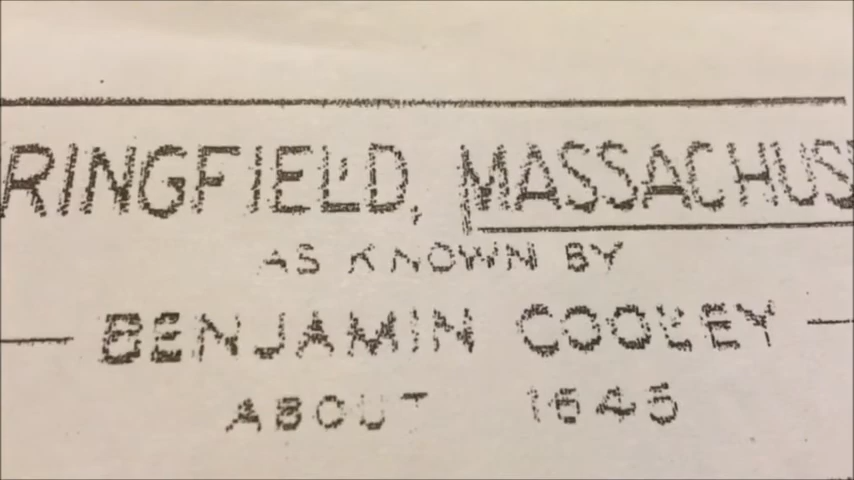 RINGFIELD, MASSACHUS
AS KNOWN BY
BENJAMIN COOLEY
ABOUT 1645